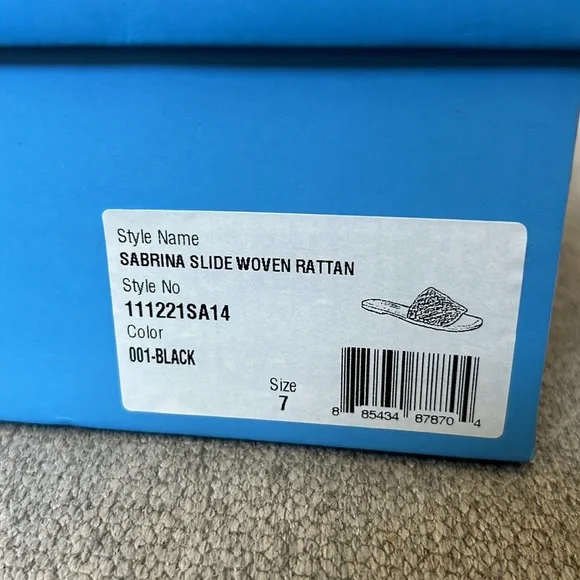 Style Name
SABRINA SLIDE WOVEN RATTAN
Style No
111221SA14
Color
001-BLACK
Size
7
8 85434 87870 4